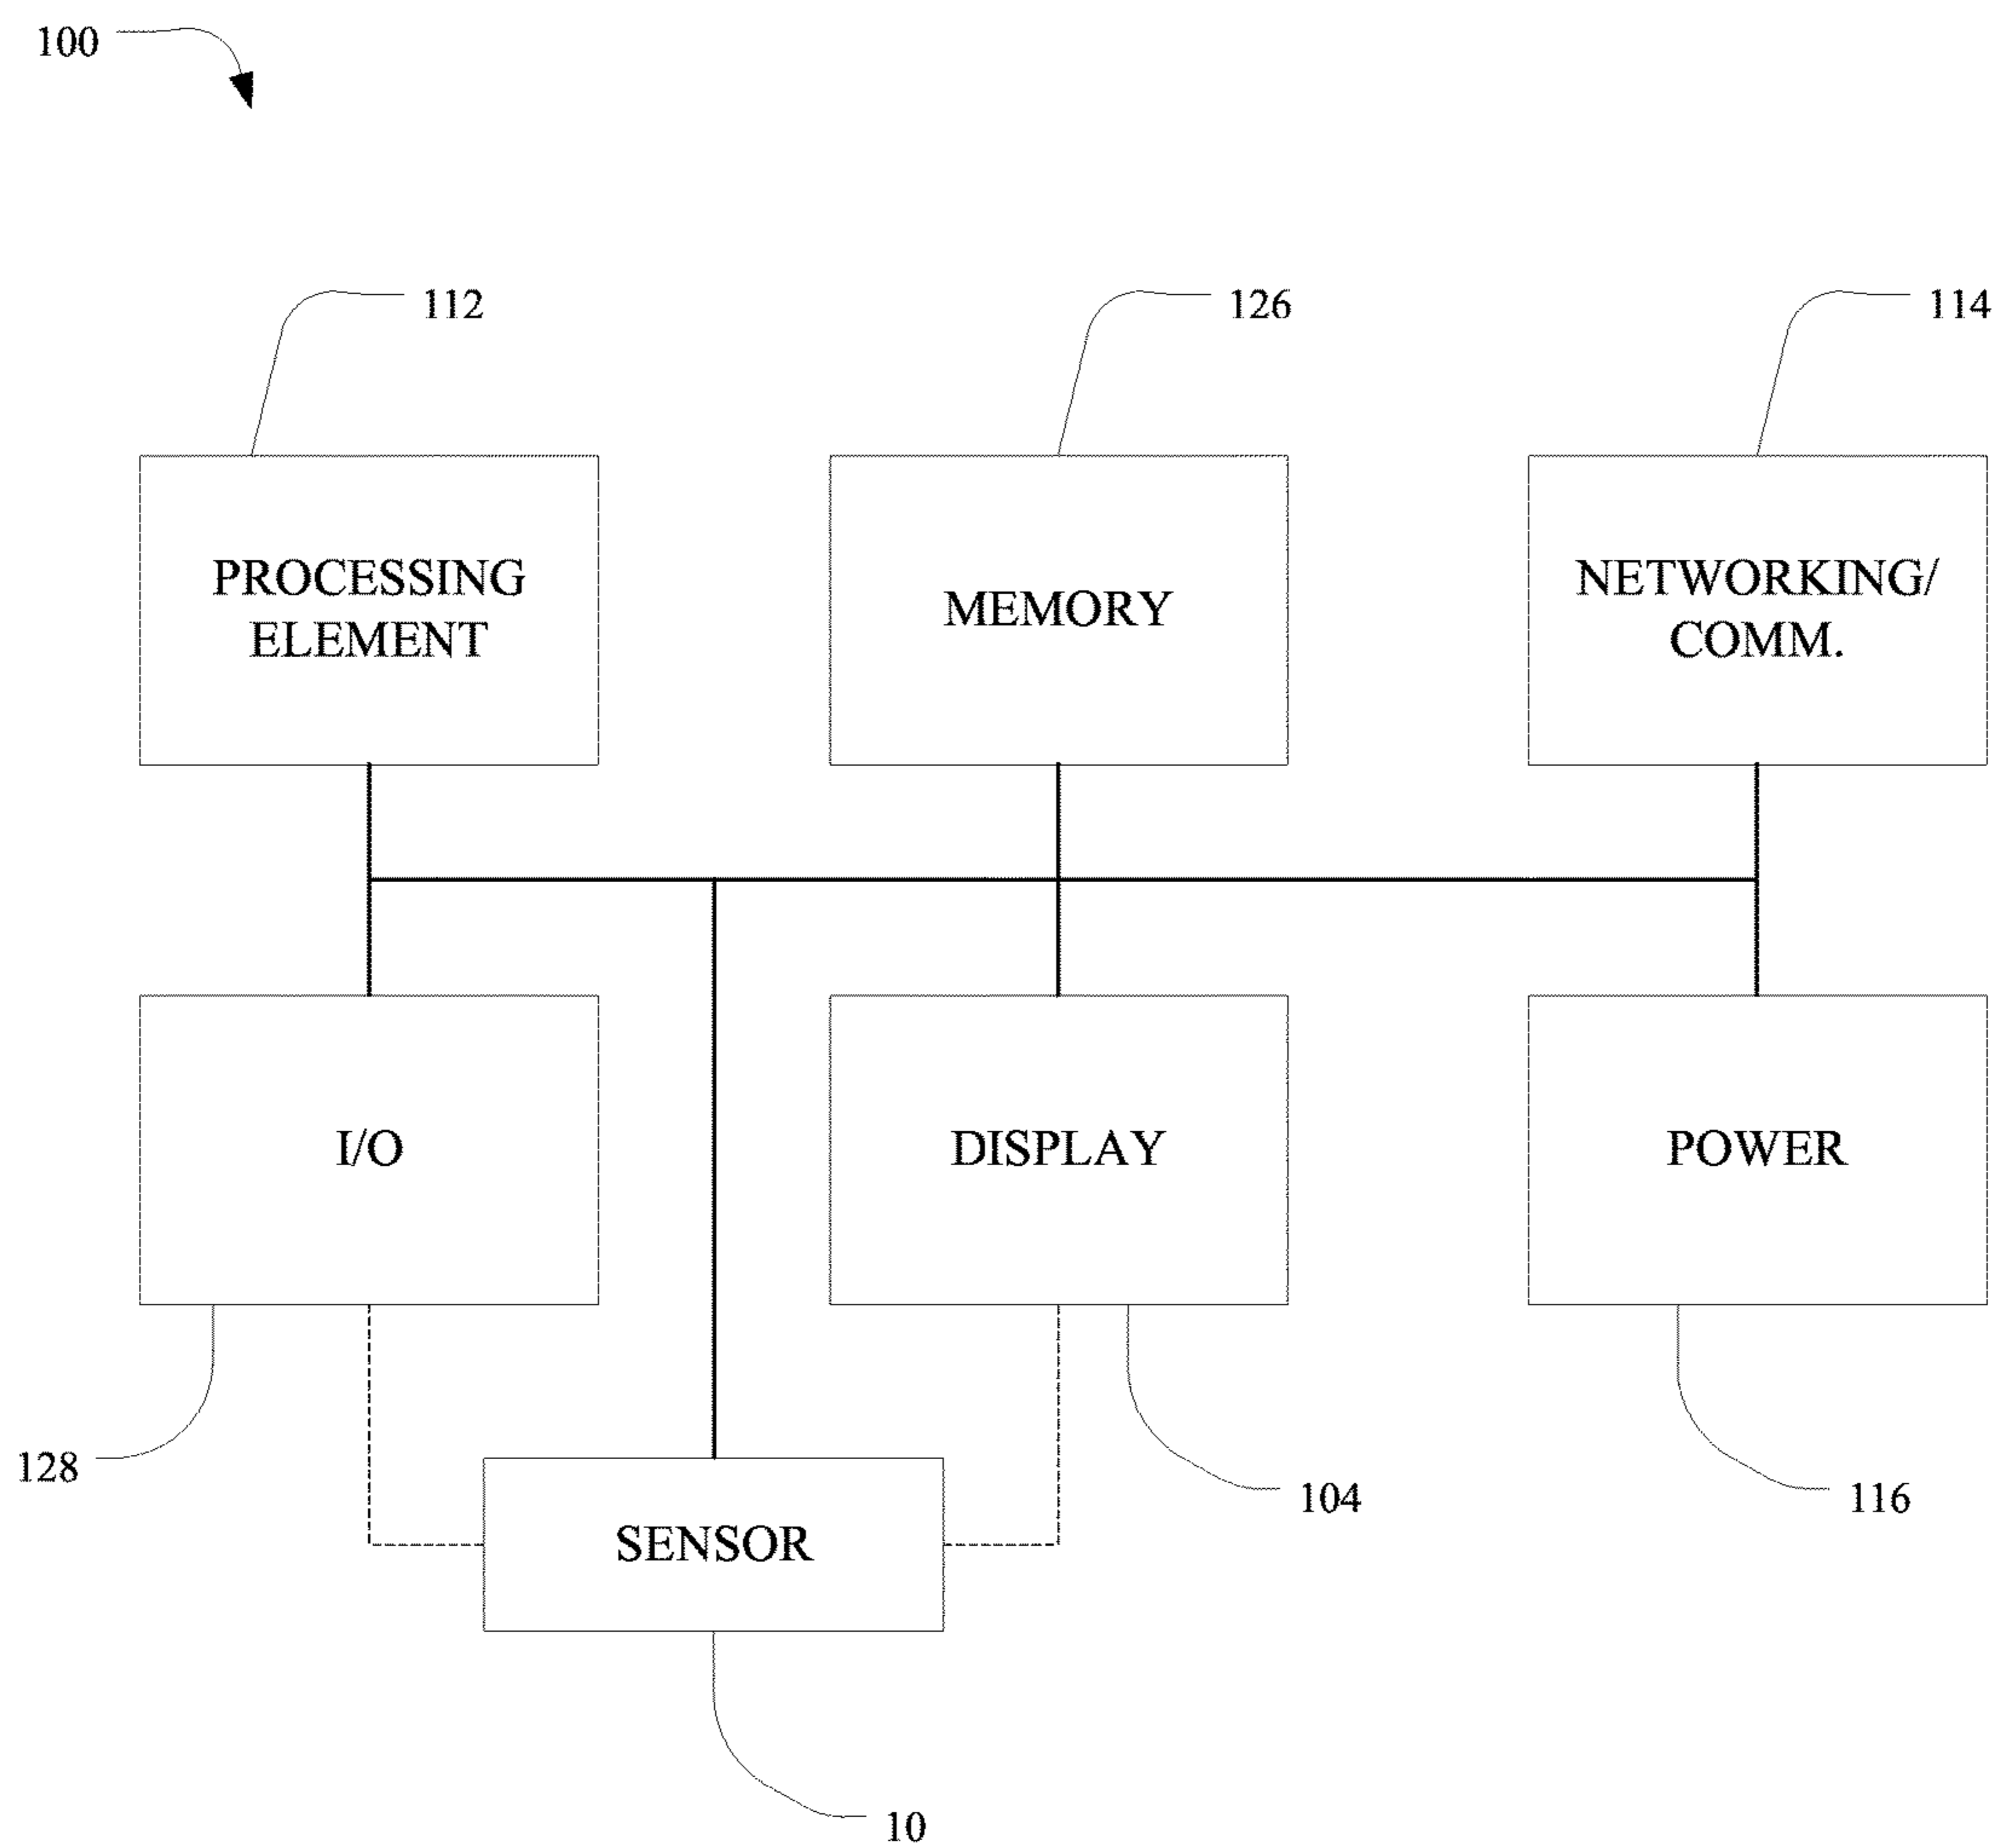 100
112
126
114
PROCESSING
ELEMENT
MEMORY
NETWORKING/
COMM.
I/O
DISPLAY
POWER
128
104
116
SENSOR
10